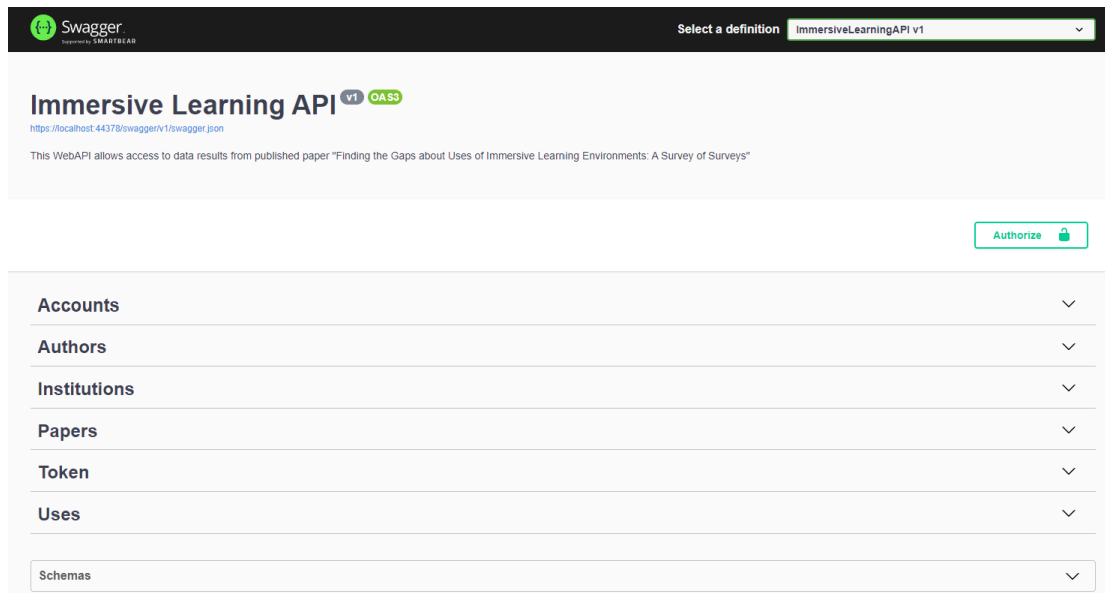 Swagger
Supported by SMARTBEAR
Select a definition
ImmersiveLearningAPI v1
Immersive Learning API v1 OAS3
https://localhost:44378/swagger/v1/swagger.json
This WebAPI allows access to data results from published paper "Finding the Gaps about Uses of Immersive Learning Environments: A Survey of Surveys"
Authorize
Accounts
Authors
Institutions
Papers
Token
Uses
Schemas